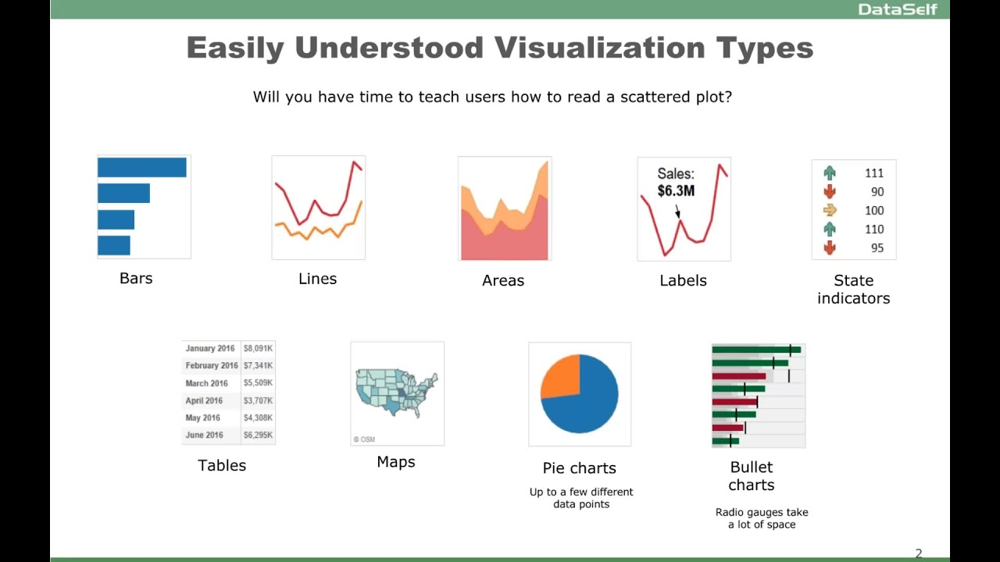 DataSelf
Easily Understood Visualization Types
Will you have time to teach users how to read a scattered plot?
Sales:
$6.3M
111
90
100
110
95
Bars
Lines
Areas
Labels
State
indicators
January 2016 $8,091K
February 2016 $7,341K
March 2016 $5,509K
April 2016 $3,707K
May 2016 $4,308K
June 2016 $6,295K
© OSM
Tables
Maps
Pie charts
Up to a few different
data points
Bullet
charts
Radio gauges take
a lot of space
2